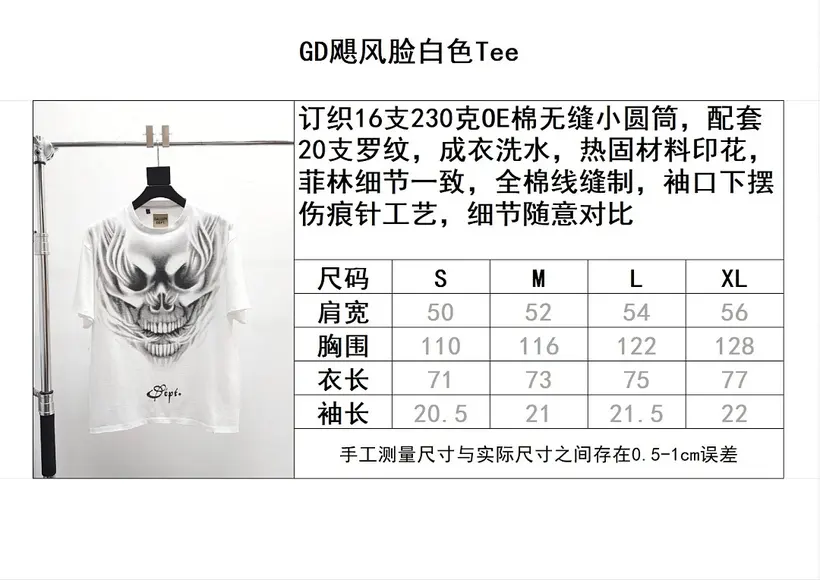 GD飓风脸白色Tee
订织16支230克OE棉无缝小圆筒，配套
20支罗纹，成衣洗水，热固材料印花，
菲林细节一致，全棉线缝制，袖口下摆
伤痕针工艺，细节随意对比
尺码 S M L XL
肩宽 50 52 54 56
胸围 110 116 122 128
衣长 71 73 75 77
袖长 20.5 21 21.5 22
手工测量尺寸与实际尺寸之间存在0.5-1cm误差
Dept.